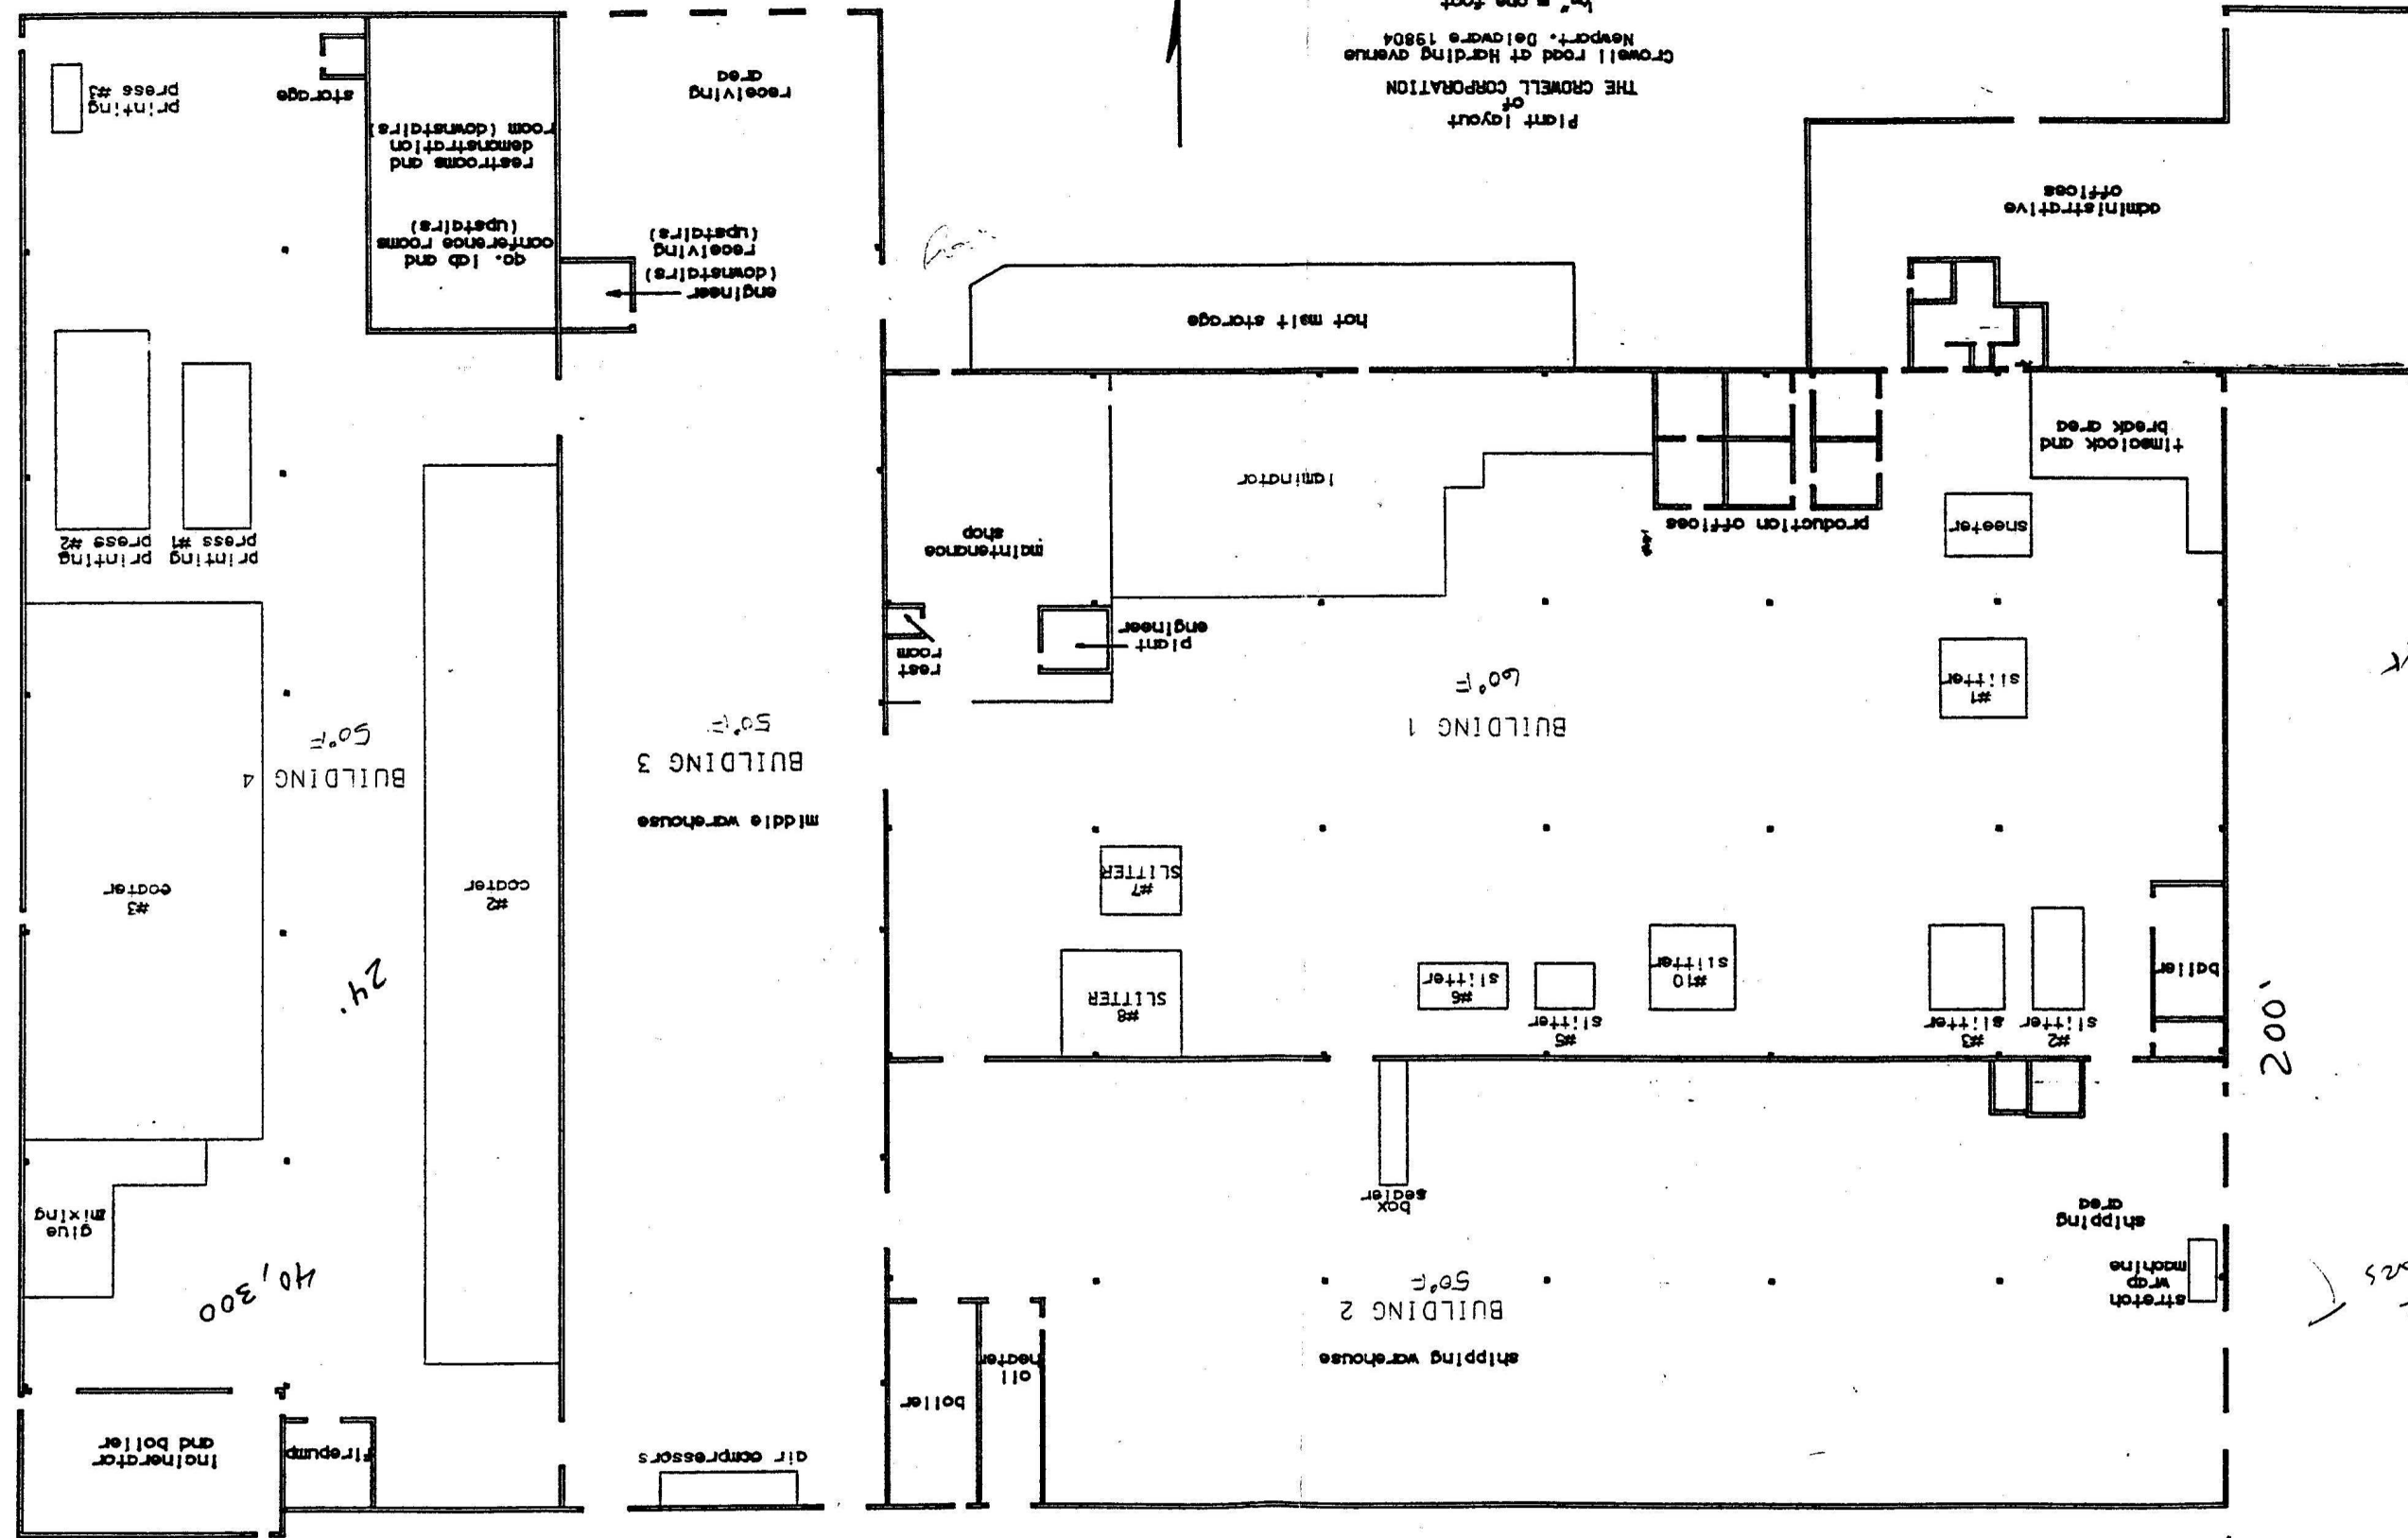 air compressors
firepump
incinerator
and boiler
oil
heater
boiler
shipping warehouse
BUILDING 2
50°F
stretch
wrap
machine
shipping
area
box
sealer
40,300
glue
mixing
200'
24'
#2
slitter
#3
slitter
#5
slitter
#10
slitter
#6
slitter
#8
SLITTER
baller
#7
SLITTER
#2
coater
#3
coater
middle warehouse
BUILDING 3
50°F
BUILDING 4
50°F
BUILDING 1
60°F
#1
slitter
plant
engineer
rest
room
sheeter
production offices
maintenance
shop
printing
press #1
printing
press #2
timeclock and
break area
laminator
hot malt storage
engineer
(downstairs)
receiving
(upstairs)
qa. lab and
conference rooms
(upstairs)
administrative
offices
restrooms and
demonstration
room (downstairs)
Plant layout
of
THE CROWELL CORPORATION
Crowell road at Harding avenue
Newport. Delaware 19804
= one foot
receiving
area
storage
printing
press #3